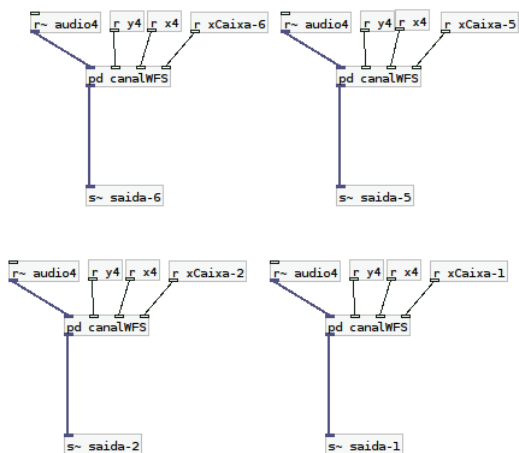 r~ audio4 r y4 r x4 r xCaixa-6
pd canalWFS
s~ saida-6
r~ audio4 r y4 r x4 r xCaixa-5
pd canalWFS
s~ saida-5
r~ audio4 r y4 r x4 r xCaixa-2
pd canalWFS
s~ saida-2
r~ audio4 r y4 r x4 r xCaixa-1
pd canalWFS
s~ saida-1